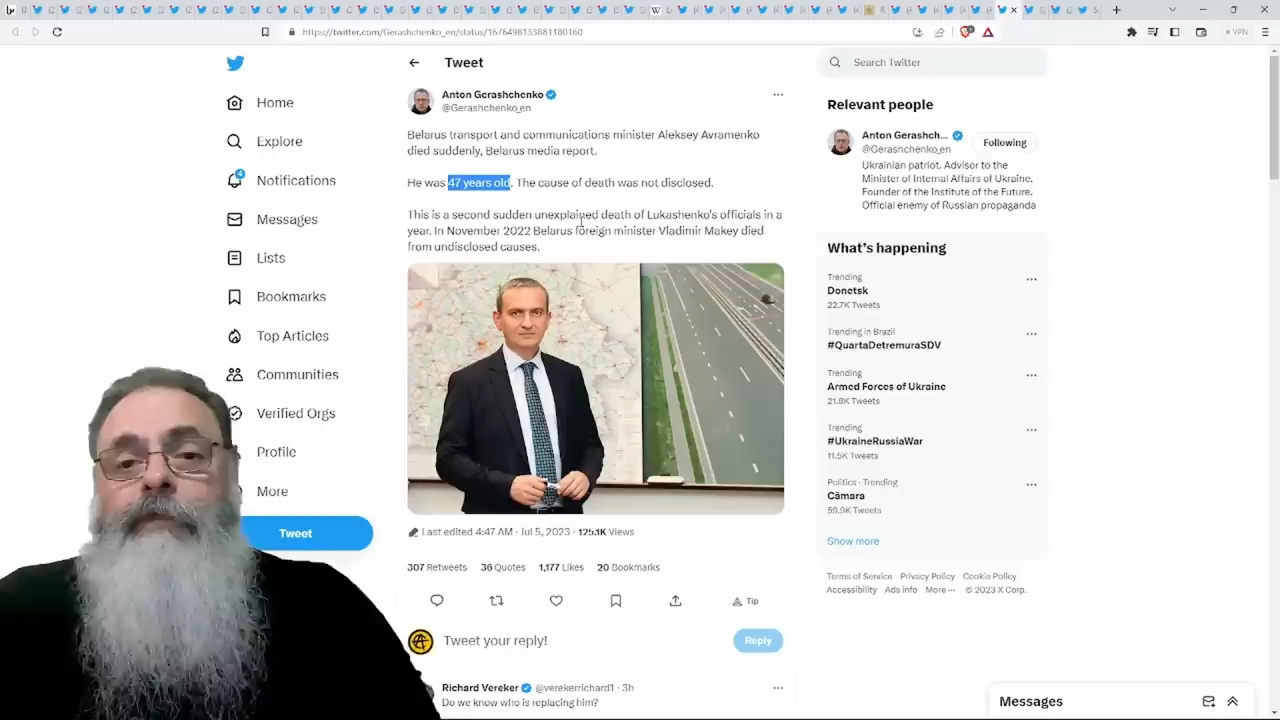 https://twitter.com/Gerashchenko_en/status/1676498133881180160
VPN
Home
Explore
4
Notifications
Messages
Lists
Bookmarks
Top Articles
Communities
Verified Orgs
Profile
More
Tweet
Tweet
Anton Gerashchenko
@Gerashchenko_en
Belarus transport and communications minister Aleksey Avramenko
died suddenly, Belarus media report.
He was 47 years old. The cause of death was not disclosed.
This is a second sudden unexplained death of Lukashenko's officials in a
year. In November 2022 Belarus foreign minister Vladimir Makey died
from undisclosed causes.
Last edited 4:47 AM · Jul 5, 2023 · 125.1K Views
307 Retweets 36 Quotes 1,177 Likes 20 Bookmarks
Tip
Tweet your reply!
Reply
Richard Vereker @verekerrichard1 · 3h
Do we know who is replacing him?
Search Twitter
Relevant people
Anton Gerashch...
@Gerashchenko_en
Following
Ukrainian patriot. Advisor to the
Minister of Internal Affairs of Ukraine.
Founder of the Institute of the Future.
Official enemy of Russian propaganda
What's happening
Trending
Donetsk
22.7K Tweets
Trending in Brazil
#QuartaDetremuraSDV
Trending
Armed Forces of Ukraine
21.8K Tweets
Trending
#UkraineRussiaWar
11.5K Tweets
Politics · Trending
Câmara
59.9K Tweets
Show more
Terms of Service Privacy Policy Cookie Policy
Accessibility Ads info More ··· © 2023 X Corp.
Messages